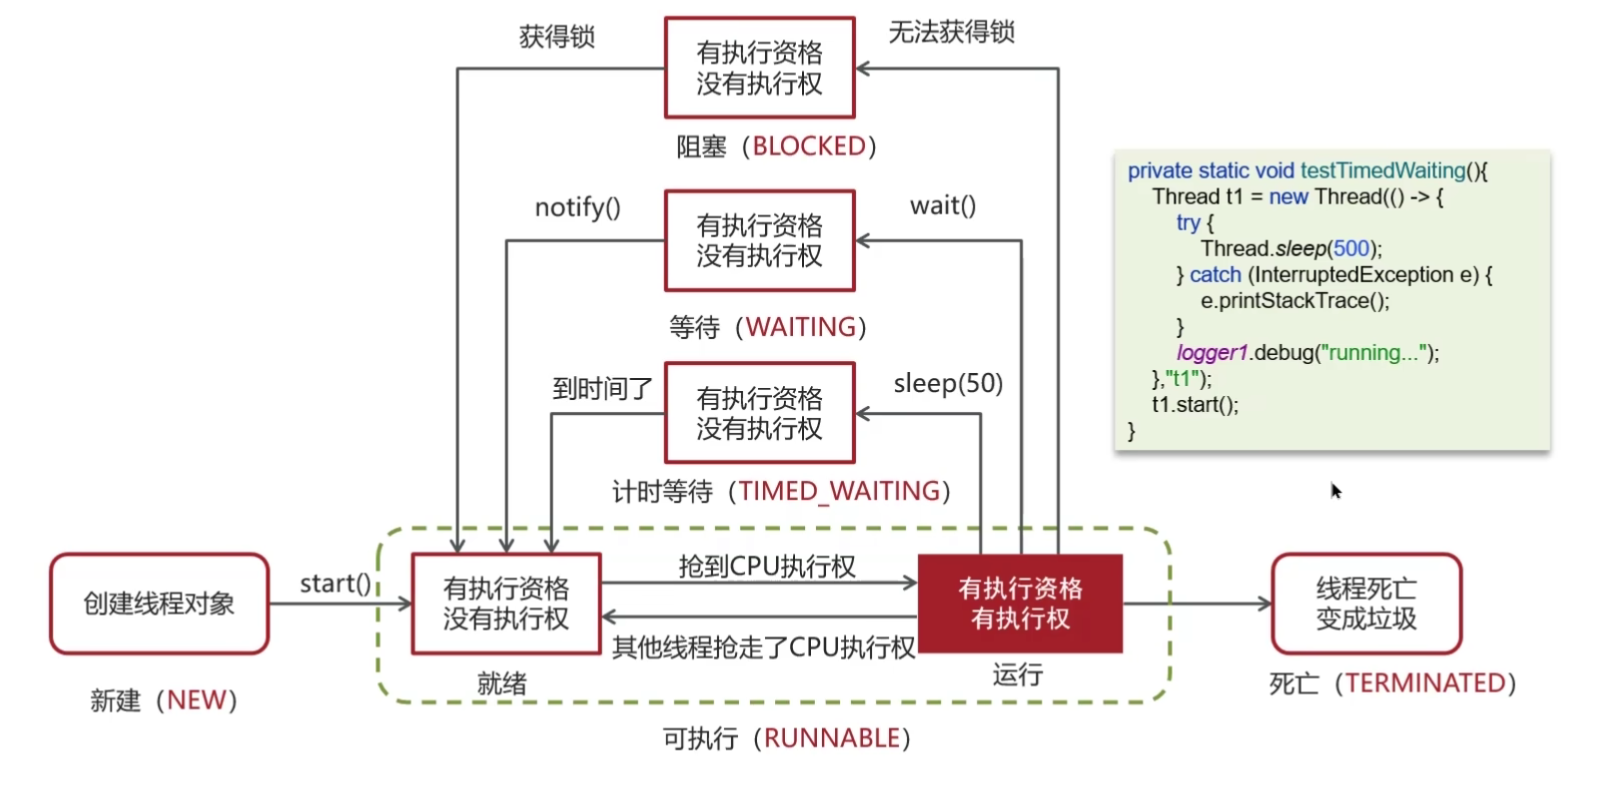 获得锁
有执行资格
没有执行权
无法获得锁
阻塞（BLOCKED）
notify()
有执行资格
没有执行权
wait()
等待（WAITING）
到时间了
有执行资格
没有执行权
sleep(50)
计时等待（TIMED_WAITING）
private static void testTimedWaiting(){
Thread t1 = new Thread(() -> {
try {
Thread.sleep(500);
} catch (InterruptedException e) {
e.printStackTrace();
}
logger1.debug("running...");
},"t1");
t1.start();
}
创建线程对象
新建（NEW）
start()
有执行资格
没有执行权
就绪
抢到CPU执行权
其他线程抢走了CPU执行权
有执行资格
有执行权
运行
可执行（RUNNABLE）
线程死亡
变成垃圾
死亡（TERMINATED）